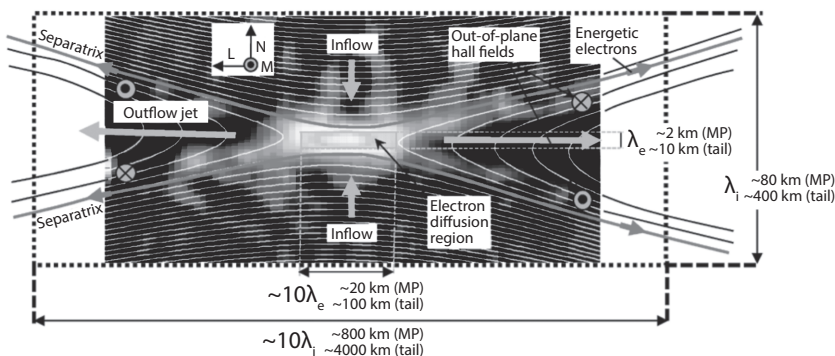 Separatrix
N
L
M
Inflow
Out-of-plane
hall fields
Energetic
electrons
Outflow jet
λe ~2 km (MP)
~10 km (tail)
λi ~80 km (MP)
~400 km (tail)
Separatrix
Inflow
Electron
diffusion
region
~10λe ~20 km (MP)
~100 km (tail)
~10λi ~800 km (MP)
~4000 km (tail)